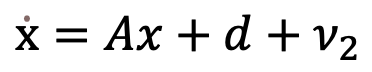 ẋ = Ax + d + ν₂